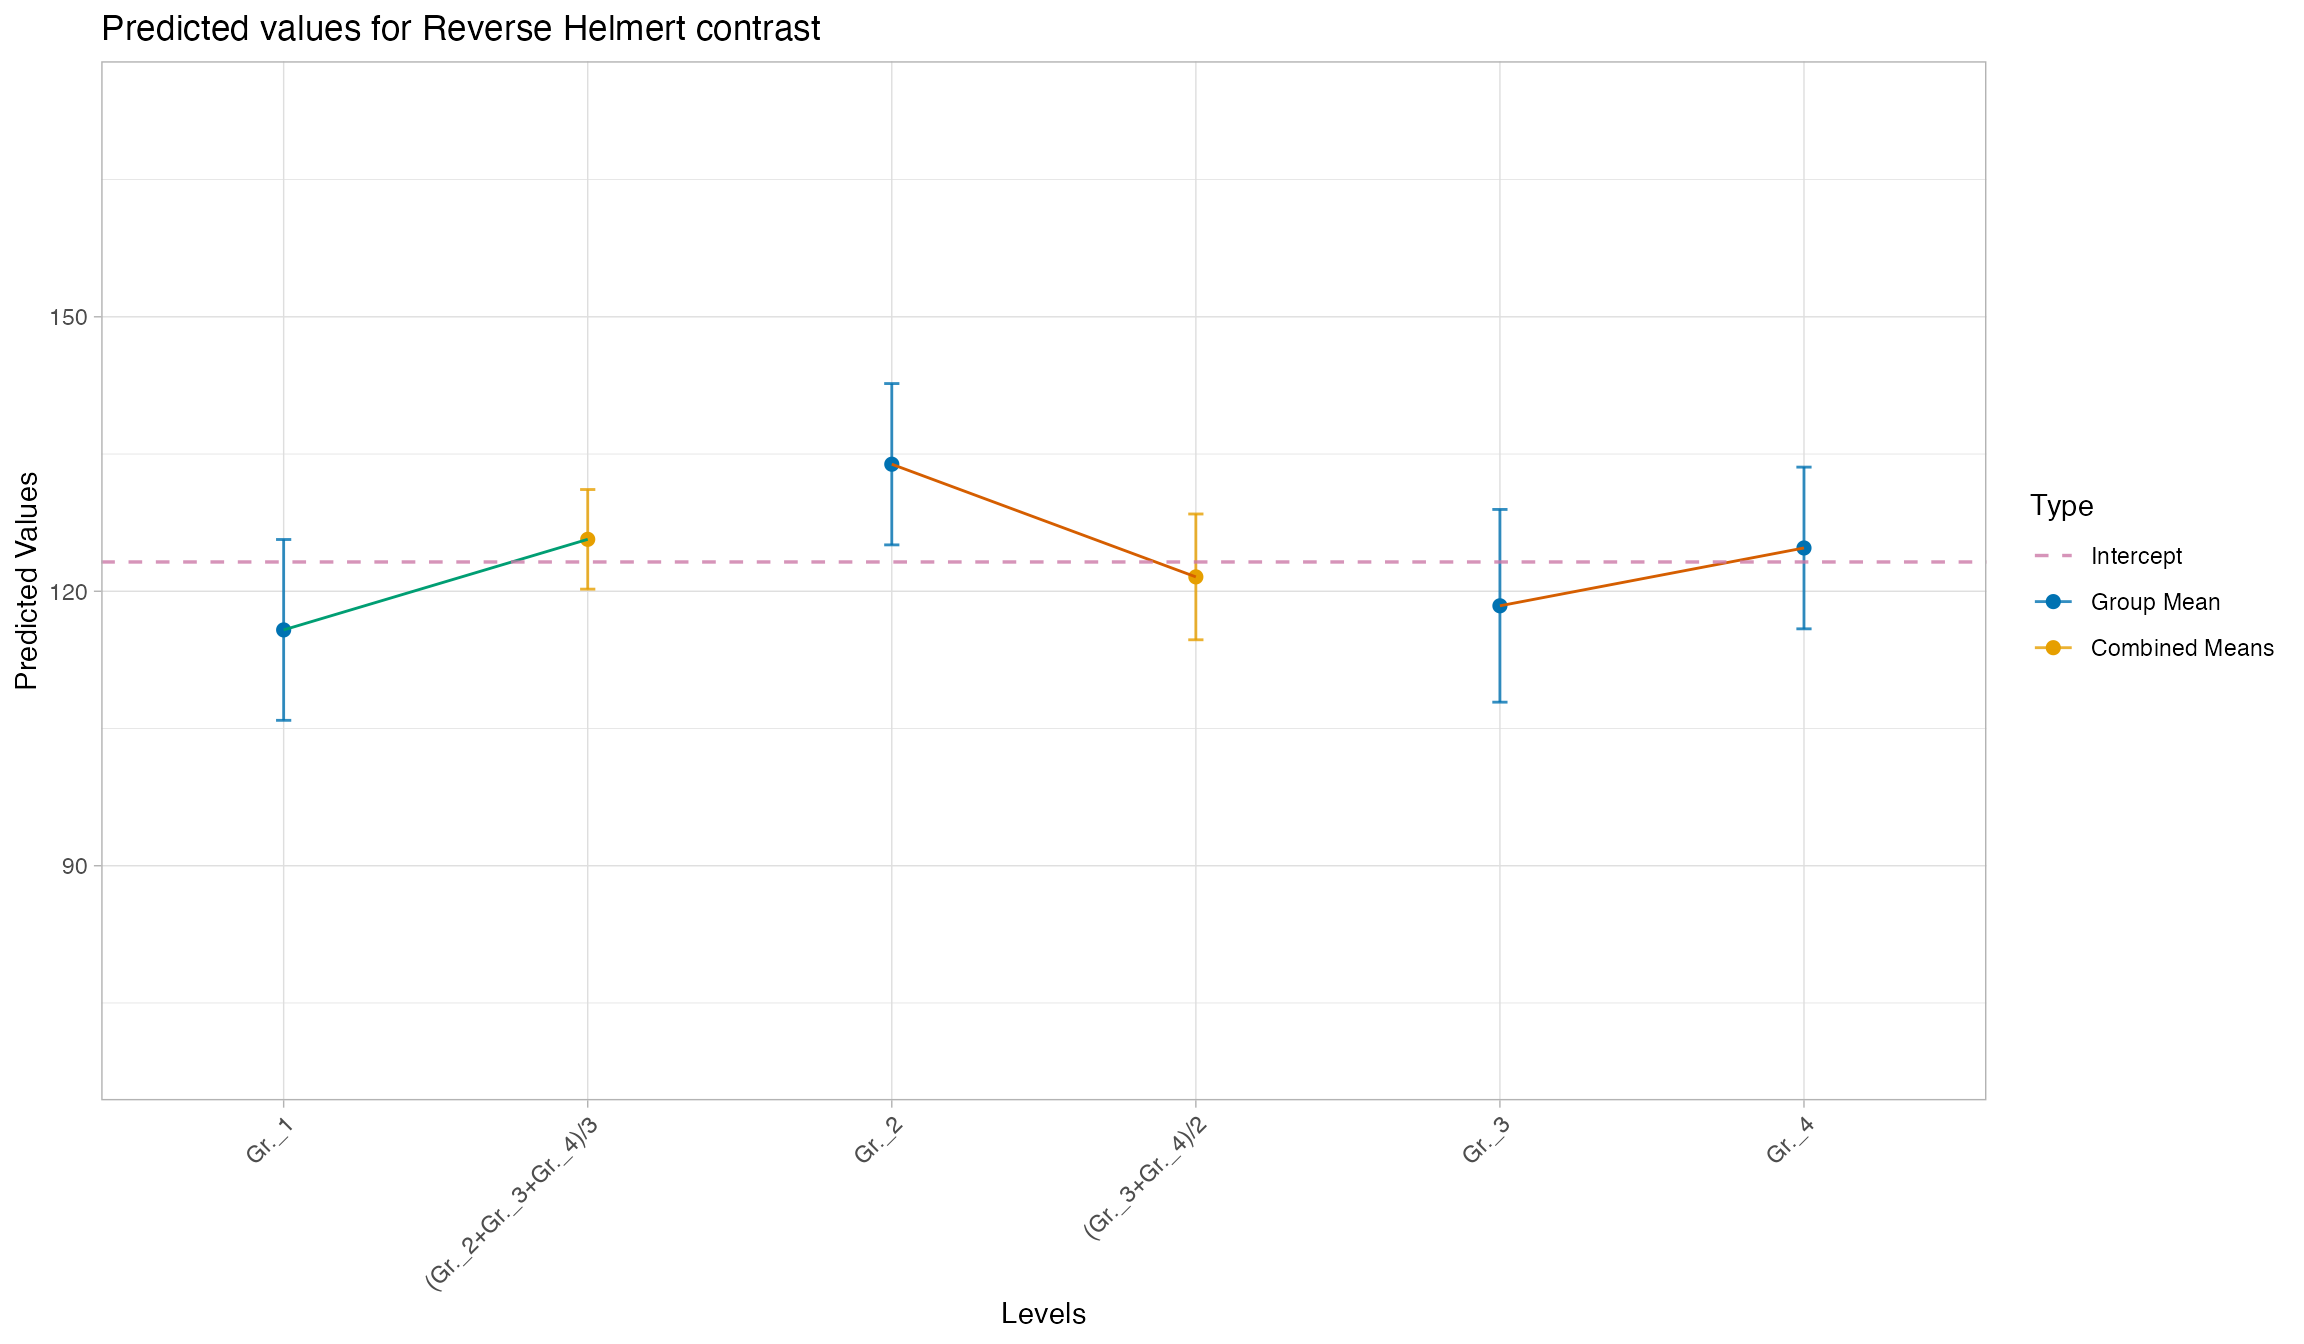 Predicted values for Reverse Helmert contrast
Predicted Values
150
120
90
Gr._1
(Gr._2+Gr._3+Gr._4)/3
Gr._2
(Gr._3+Gr._4)/2
Gr._3
Gr._4
Levels
Type
Intercept
Group Mean
Combined Means